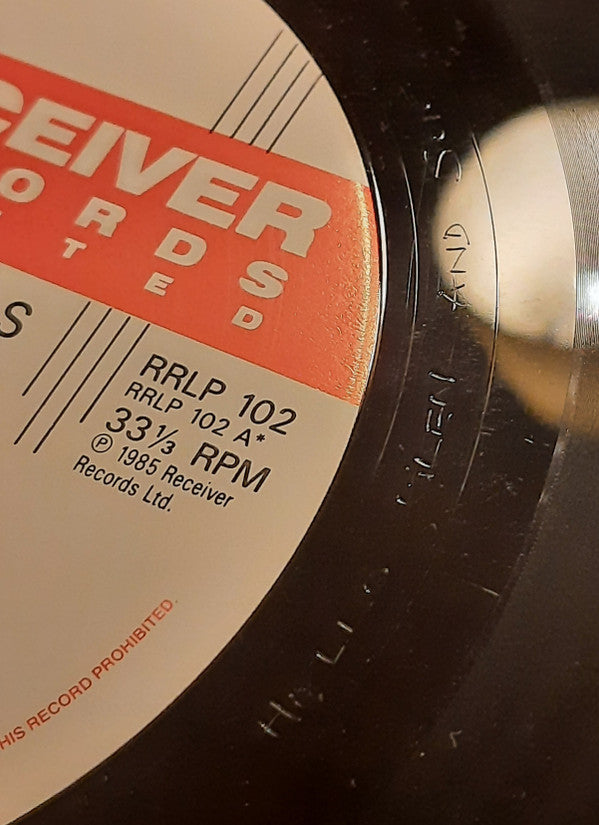 CEIVER
ORDS
TED
S
RRLP 102
RRLP 102 A*
33⅓ RPM
℗ 1985 Receiver
Records Ltd.
HIS RECORD PROHIBITED.
AND